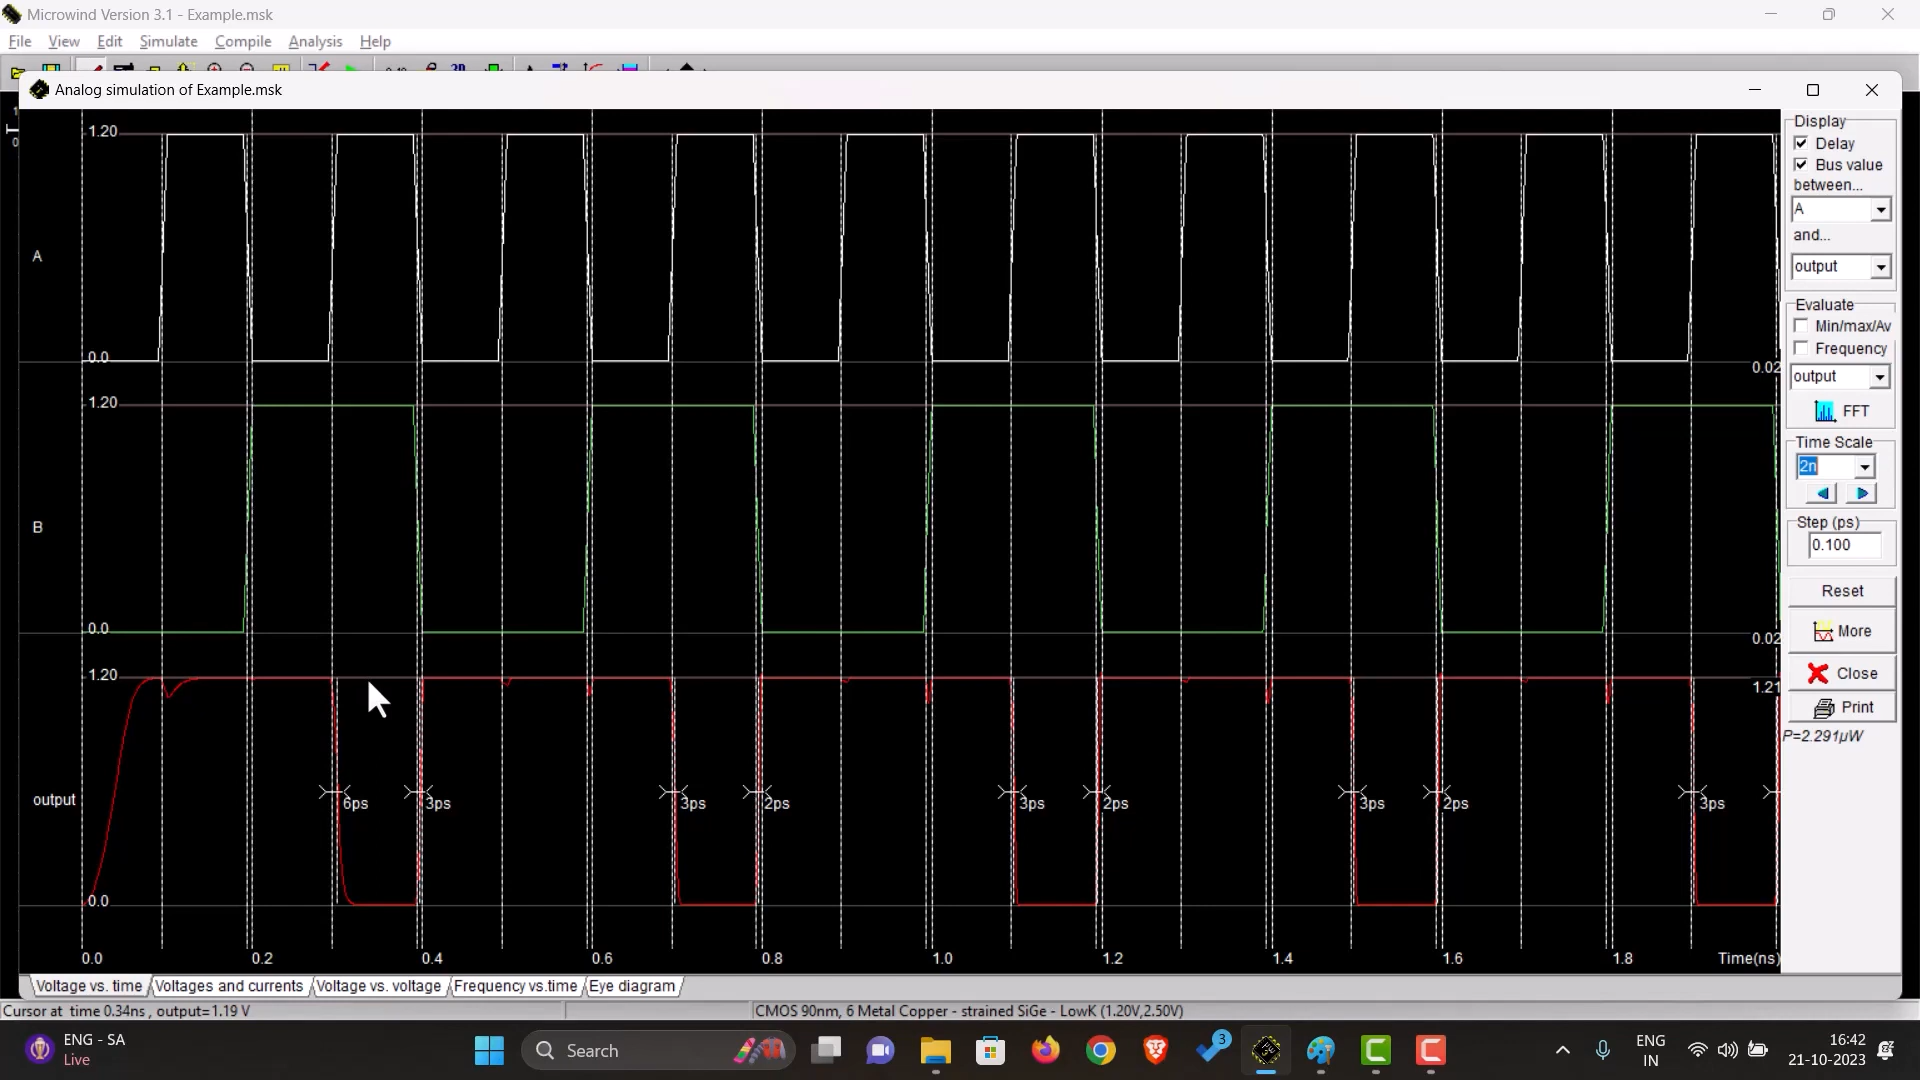 Microwind Version 3.1 - Example.msk
File View Edit Simulate Compile Analysis Help
Analog simulation of Example.msk
1.20
A
0.0
0.02
1.20
B
0.0
0.02
1.20
1.21
output
6ps 3ps 3ps 2ps 3ps 2ps 3ps 2ps 3ps
0.0
0.0 0.2 0.4 0.6 0.8 1.0 1.2 1.4 1.6 1.8 Time(ns)
Display
Delay
Bus value
between...
A
and...
output
Evaluate
Min/max/Av
Frequency
output
FFT
Time Scale
2n
Step (ps)
0.100
Reset
More
Close
Print
P=2.291µW
Voltage vs. time Voltages and currents Voltage vs. voltage Frequency vs.time Eye diagram
Cursor at time 0.34ns, output=1.19 V
CMOS 90nm, 6 Metal Copper - strained SiGe - LowK (1.20V,2.50V)
ENG - SA
Live
Search
3
ENG
IN
16:42
21-10-2023